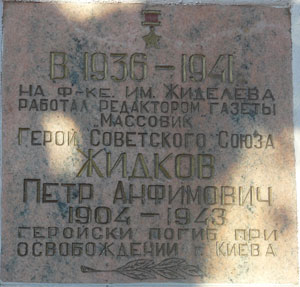 В 1936 – 1941
НА Ф-КЕ. ИМ. ЖИДЕЛЕВА
РАБОТАЛ РЕДАКТОРОМ ГАЗЕТЫ
МАССОВИК
ГЕРОЙ СОВЕТСКОГО СОЮЗА
ЖИДКОВ
ПЕТР АНФИМОВИЧ
1904 – 1943
ГЕРОЙСКИ ПОГИБ ПРИ
ОСВОБОЖДЕНИИ Г. КИЕВА